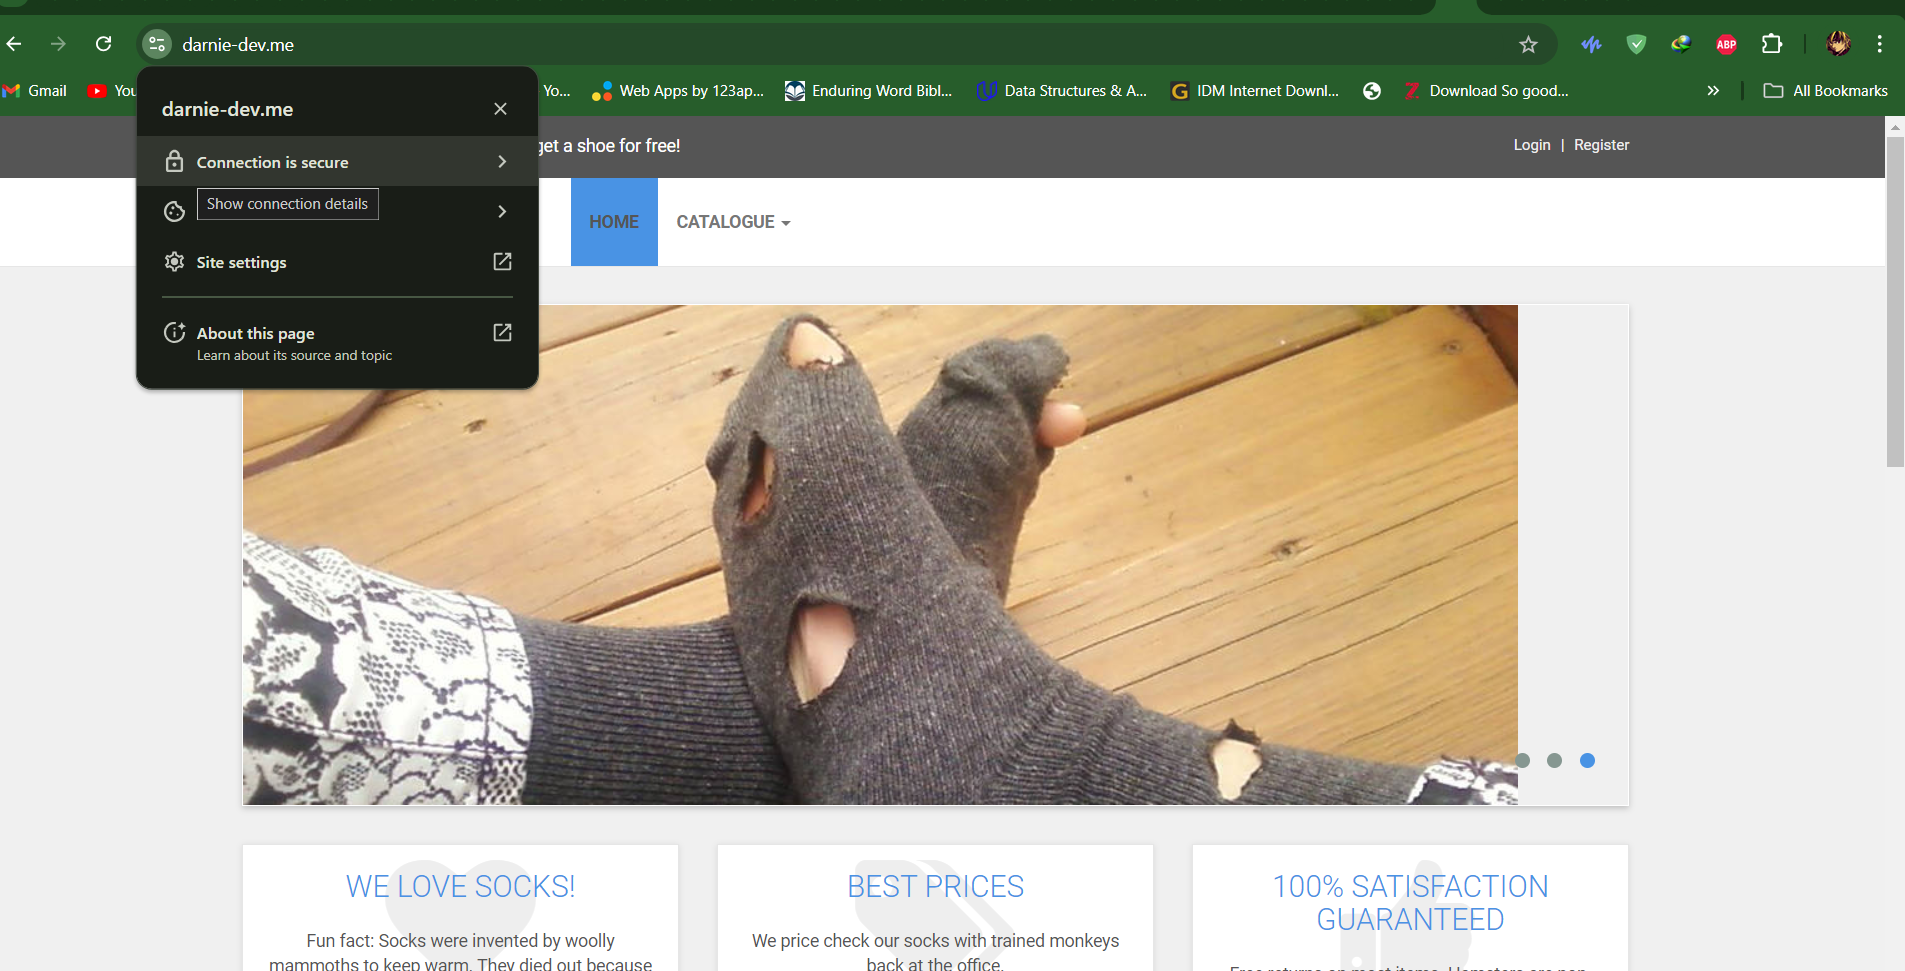 darnie-dev.me
Gmail
You
Yo...
Web Apps by 123ap...
Enduring Word Bibl...
Data Structures & A...
IDM Internet Downl...
Download So good...
All Bookmarks
ABP
darnie-dev.me
Connection is secure
Show connection details
Site settings
About this page
Learn about its source and topic
get a shoe for free!
Login | Register
HOME
CATALOGUE
WE LOVE SOCKS!
Fun fact: Socks were invented by woolly
mammoths to keep warm. They died out because
BEST PRICES
We price check our socks with trained monkeys
back at the office.
100% SATISFACTION
GUARANTEED